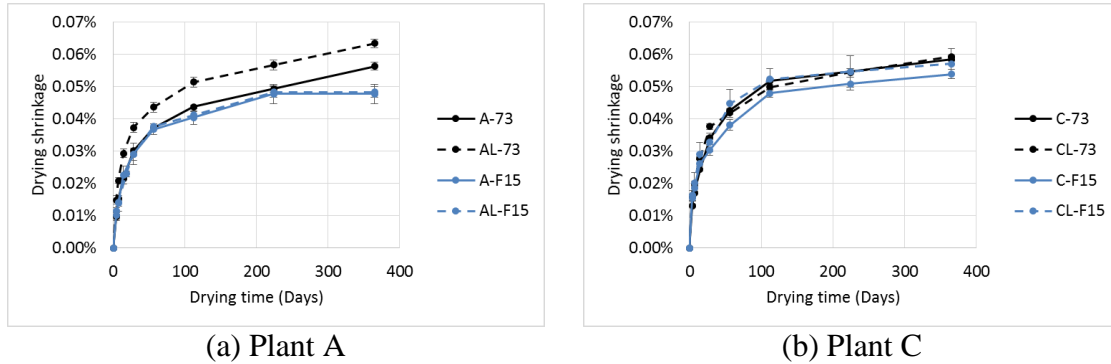 0.07%
0.06%
0.05%
0.04%
0.03%
0.02%
0.01%
0.00%
Drying shrinkage
0 100 200 300 400
Drying time (Days)
A-73
AL-73
A-F15
AL-F15
(a) Plant A
0.07%
0.06%
0.05%
0.04%
0.03%
0.02%
0.01%
0.00%
Drying shrinkage
0 100 200 300 400
Drying time (Days)
C-73
CL-73
C-F15
CL-F15
(b) Plant C